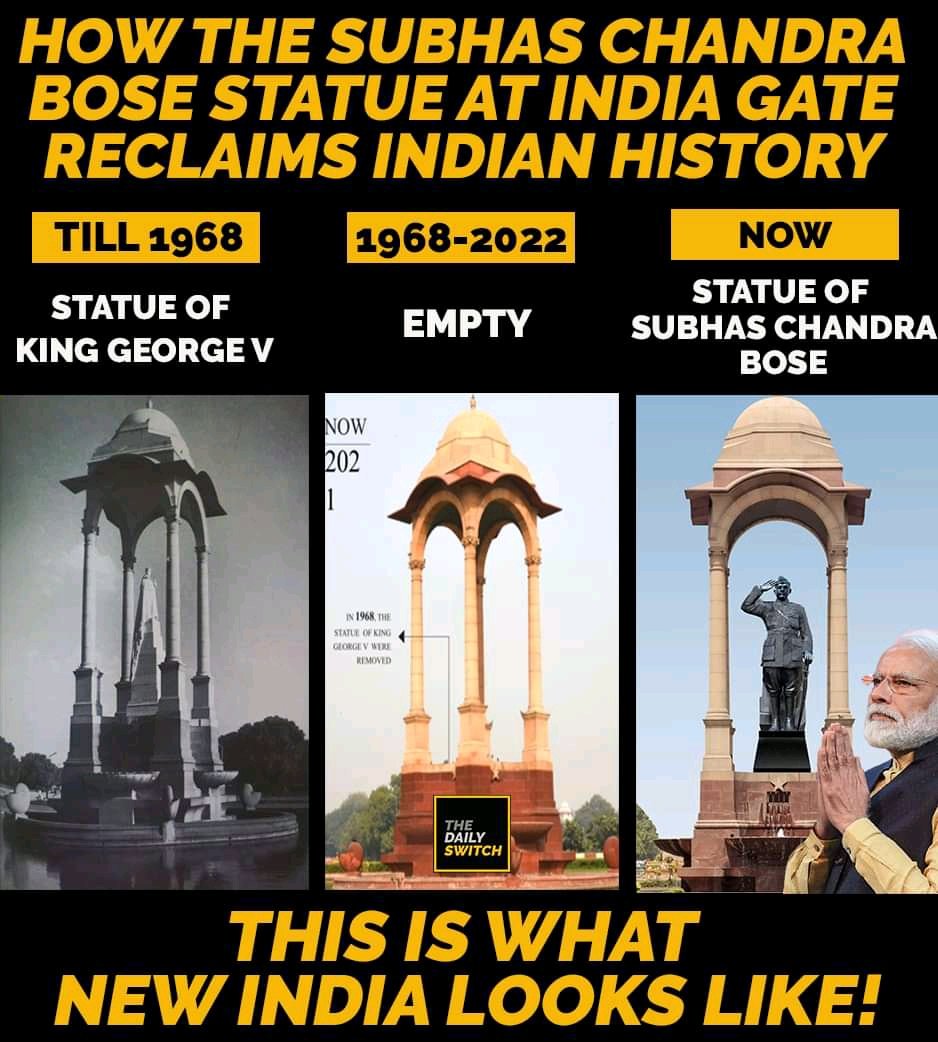 HOW THE SUBHAS CHANDRA
BOSE STATUE AT INDIA GATE
RECLAIMS INDIAN HISTORY
TILL 1968
STATUE OF
KING GEORGE V
1968-2022
EMPTY
NOW
STATUE OF
SUBHAS CHANDRA
BOSE
NOW
202
1
IN 1968, THE
STATUE OF KING
GEORGE V WERE
REMOVED
THE
DAILY
SWITCH
THIS IS WHAT
NEW INDIA LOOKS LIKE!